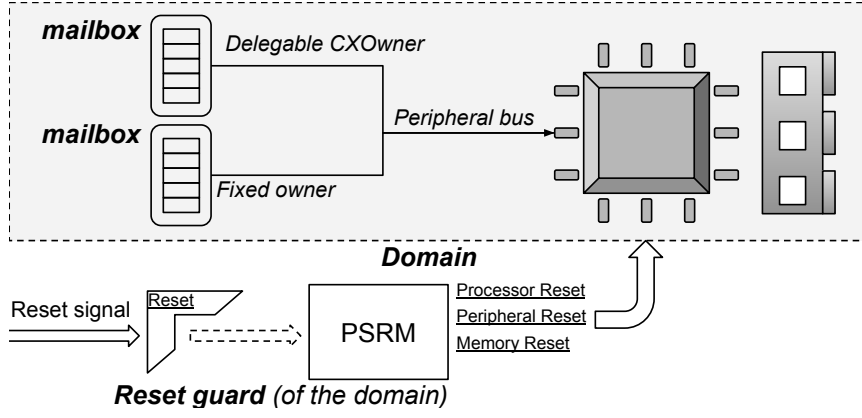 mailbox
Delegable CXOwner
mailbox
Peripheral bus
Fixed owner
Domain
Reset signal
Reset
PSRM
Processor Reset
Peripheral Reset
Memory Reset
Reset guard (of the domain)